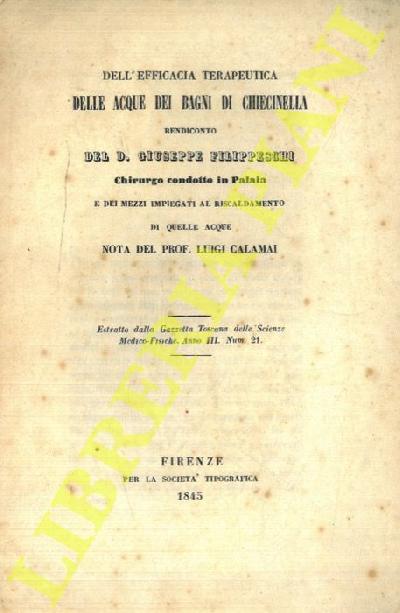 DELL'EFFICACIA TERAPEUTICA
DELLE ACQUE DEI BAGNI DI CHIECINELLA
RENDICONTO
DEL D. GIUSEPPE FILIPPESCHI
Chirurgo condotto in Palaia
E DEI MEZZI IMPIEGATI AL RISCALDAMENTO
DI QUELLE ACQUE
NOTA DEL PROF. LUIGI CALAMAI
Estratto dalla Gazzetta Toscana delle Scienze
Medico-Fisiche. Anno III. Num. 21.
FIRENZE
PER LA SOCIETA' TIPOGRAFICA
1845
LIBRERIA PIANI